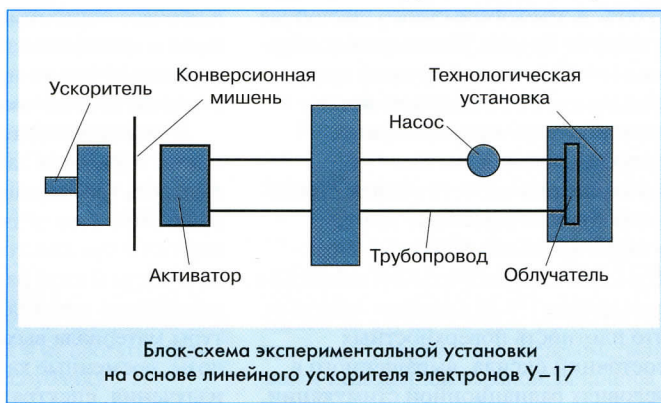 Ускоритель
Конверсионная
мишень
Технологическая
установка
Насос
Активатор
Трубопровод
Облучатель
Блок-схема экспериментальной установки
на основе линейного ускорителя электронов У–17